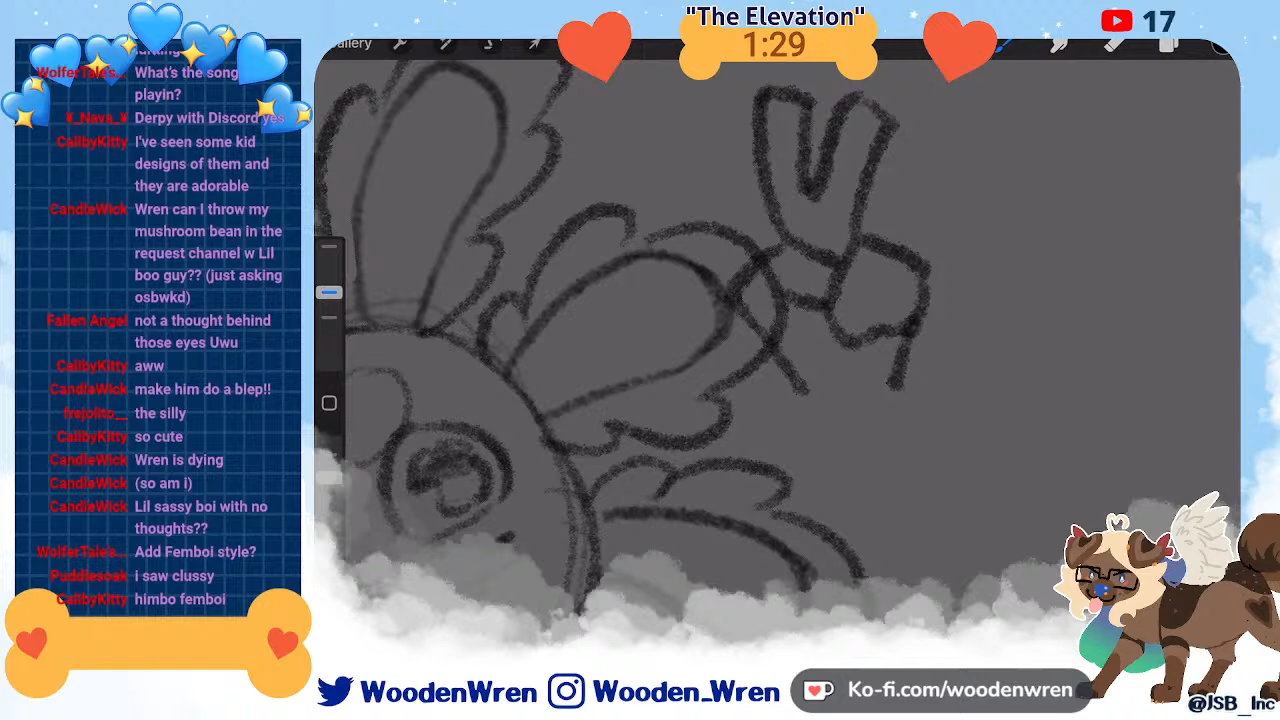 "The Elevation"
1:29
17
allery
WolferTale's... What's the song
playin?
¥_Nava_¥ Derpy with Discord yes
CalibyKitty I've seen some kid
designs of them and
they are adorable
CandleWick Wren can I throw my
mushroom bean in the
request channel w Lil
boo guy?? (just asking
osbwkd)
Fallen Angel not a thought behind
those eyes Uwu
CalibyKitty aww
CandleWick make him do a blep!!
frejolito__ the silly
CalibyKitty so cute
CandleWick Wren is dying
CandleWick (so am i)
CandleWick Lil sassy boi with no
thoughts??
WolferTale's... Add Femboi style?
Puddlesoak i saw clussy
CalibyKitty himbo femboi
WoodenWren
Wooden_Wren
Ko-fi.com/woodenwren
@JSB_Inc